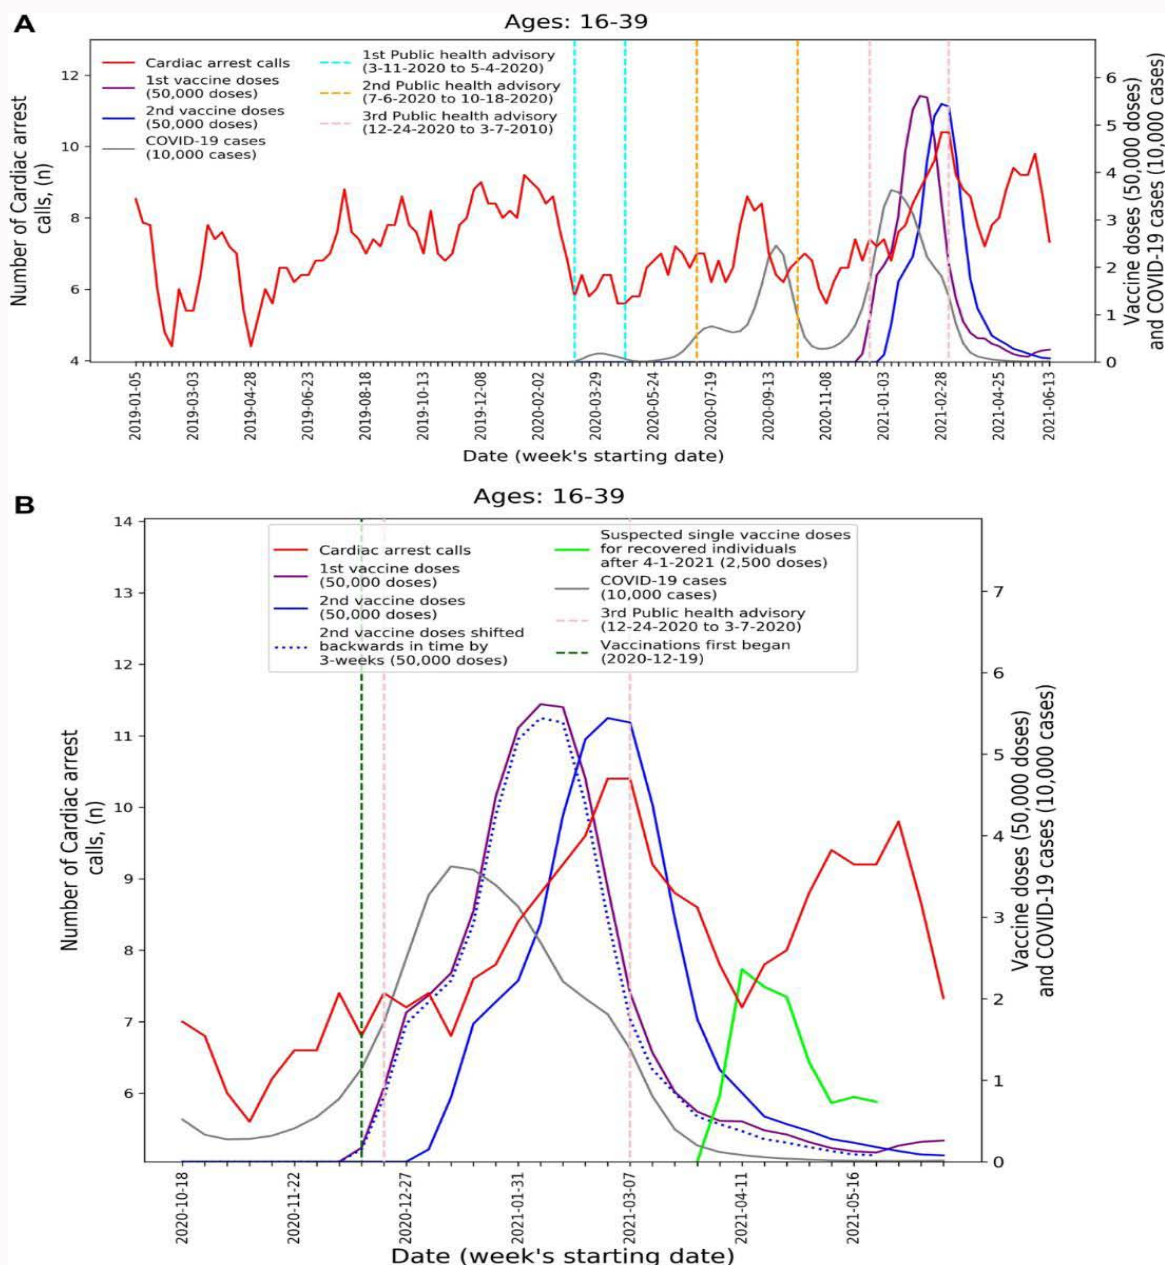 A
Ages: 16-39
Cardiac arrest calls
1st vaccine doses
(50,000 doses)
2nd vaccine doses
(50,000 doses)
COVID-19 cases
(10,000 cases)
1st Public health advisory
(3-11-2020 to 5-4-2020)
2nd Public health advisory
(7-6-2020 to 10-18-2020)
3rd Public health advisory
(12-24-2020 to 3-7-2010)
Number of Cardiac arrest
calls, (n)
12
10
8
6
4
Vaccine doses (50,000 doses)
and COVID-19 cases (10,000 cases)
6
5
4
3
2
1
0
2019-01-05
2019-03-03
2019-04-28
2019-06-23
2019-08-18
2019-10-13
2019-12-08
2020-02-02
2020-03-29
2020-05-24
2020-07-19
2020-09-13
2020-11-08
2021-01-03
2021-02-28
2021-04-25
2021-06-13
Date (week's starting date)
B
Ages: 16-39
Cardiac arrest calls
1st vaccine doses
(50,000 doses)
2nd vaccine doses
(50,000 doses)
2nd vaccine doses shifted
backwards in time by
3-weeks (50,000 doses)
Suspected single vaccine doses
for recovered individuals
after 4-1-2021 (2,500 doses)
COVID-19 cases
(10,000 cases)
3rd Public health advisory
(12-24-2020 to 3-7-2020)
Vaccinations first began
(2020-12-19)
Number of Cardiac arrest
calls, (n)
14
13
12
11
10
9
8
7
6
Vaccine doses (50,000 doses)
and COVID-19 cases (10,000 cases)
7
6
5
4
3
2
1
0
2020-10-18
2020-11-22
2020-12-27
2021-01-31
2021-03-07
2021-04-11
2021-05-16
Date (week's starting date)